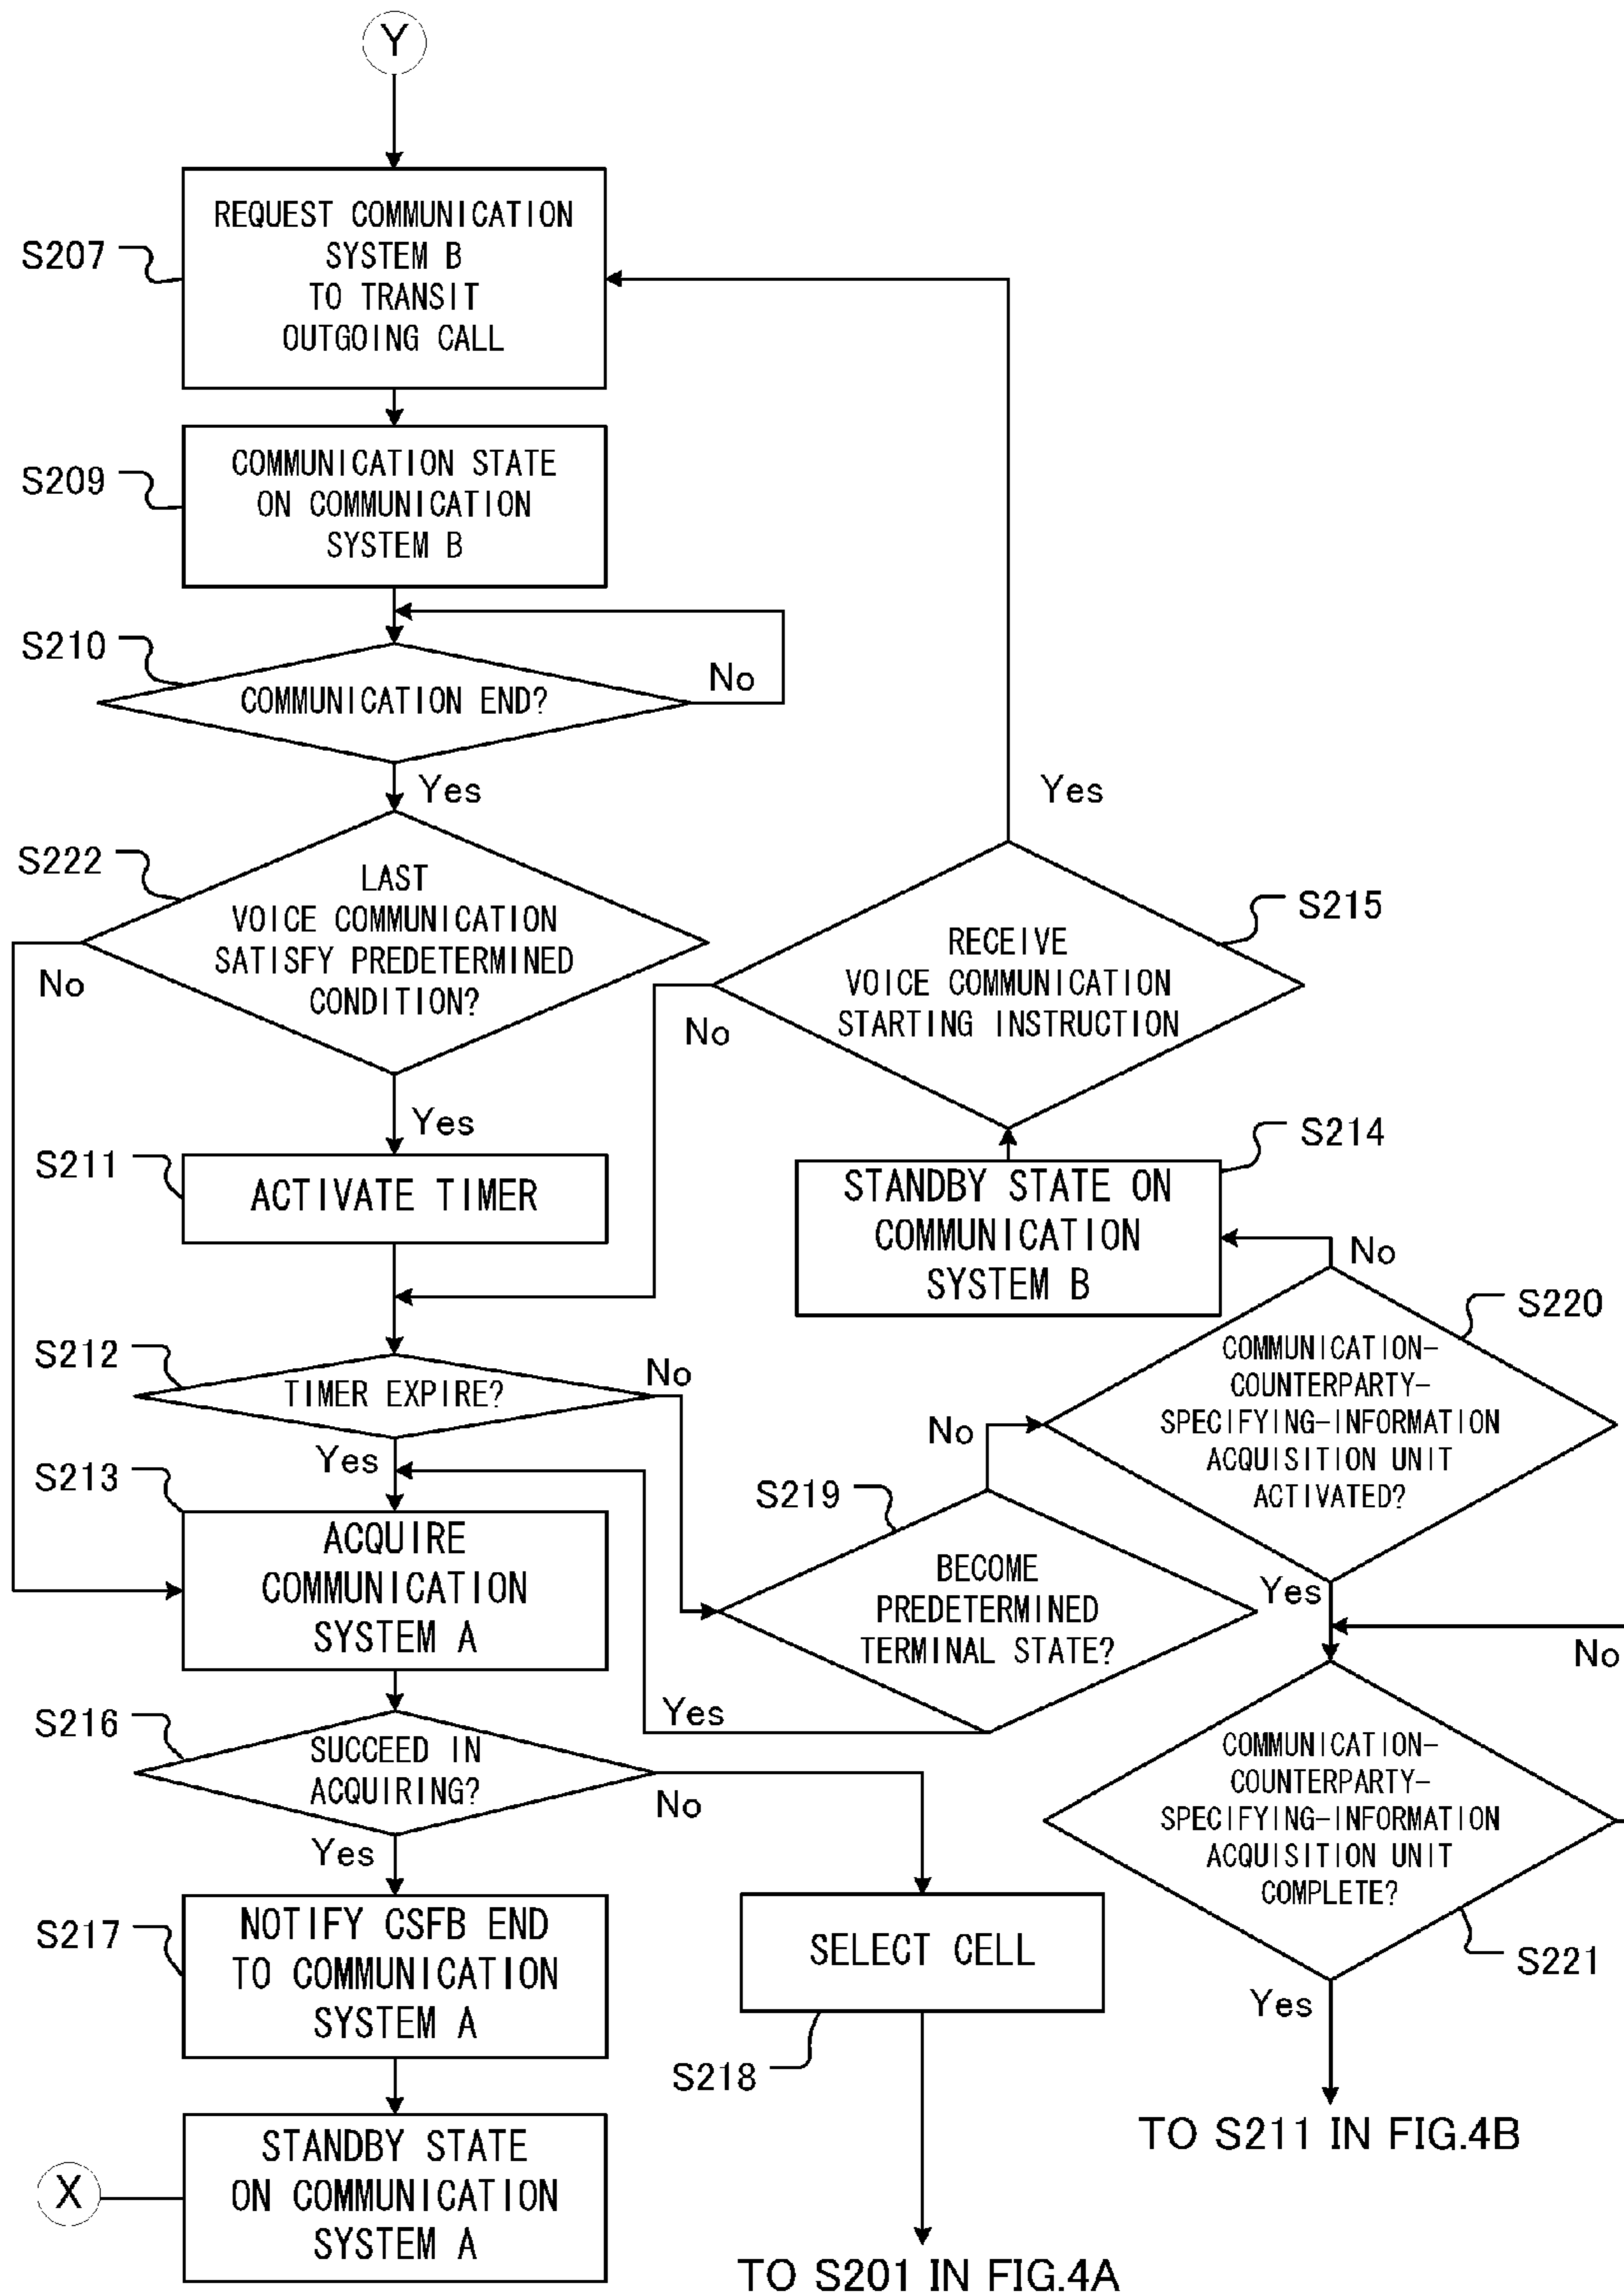 Y
S207
REQUEST COMMUNICATION
SYSTEM B
TO TRANSIT
OUTGOING CALL
S209
COMMUNICATION STATE
ON COMMUNICATION
SYSTEM B
S210
COMMUNICATION END?
No
Yes
S222
LAST
VOICE COMMUNICATION
SATISFY PREDETERMINED
CONDITION?
No
Yes
S211
ACTIVATE TIMER
S212
TIMER EXPIRE?
No
Yes
S213
ACQUIRE
COMMUNICATION
SYSTEM A
S216
SUCCEED IN
ACQUIRING?
No
Yes
S217
NOTIFY CSFB END
TO COMMUNICATION
SYSTEM A
X
STANDBY STATE
ON COMMUNICATION
SYSTEM A
Yes
S215
RECEIVE
VOICE COMMUNICATION
STARTING INSTRUCTION
No
S214
STANDBY STATE ON
COMMUNICATION
SYSTEM B
No
S220
COMMUNICATION-
COUNTERPARTY-
SPECIFYING-INFORMATION
ACQUISITION UNIT
ACTIVATED?
No
Yes
S219
BECOME
PREDETERMINED
TERMINAL STATE?
Yes
No
COMMUNICATION-
COUNTERPARTY-
SPECIFYING-INFORMATION
ACQUISITION UNIT
COMPLETE?
S221
Yes
SELECT CELL
S218
TO S211 IN FIG.4B
TO S201 IN FIG.4A